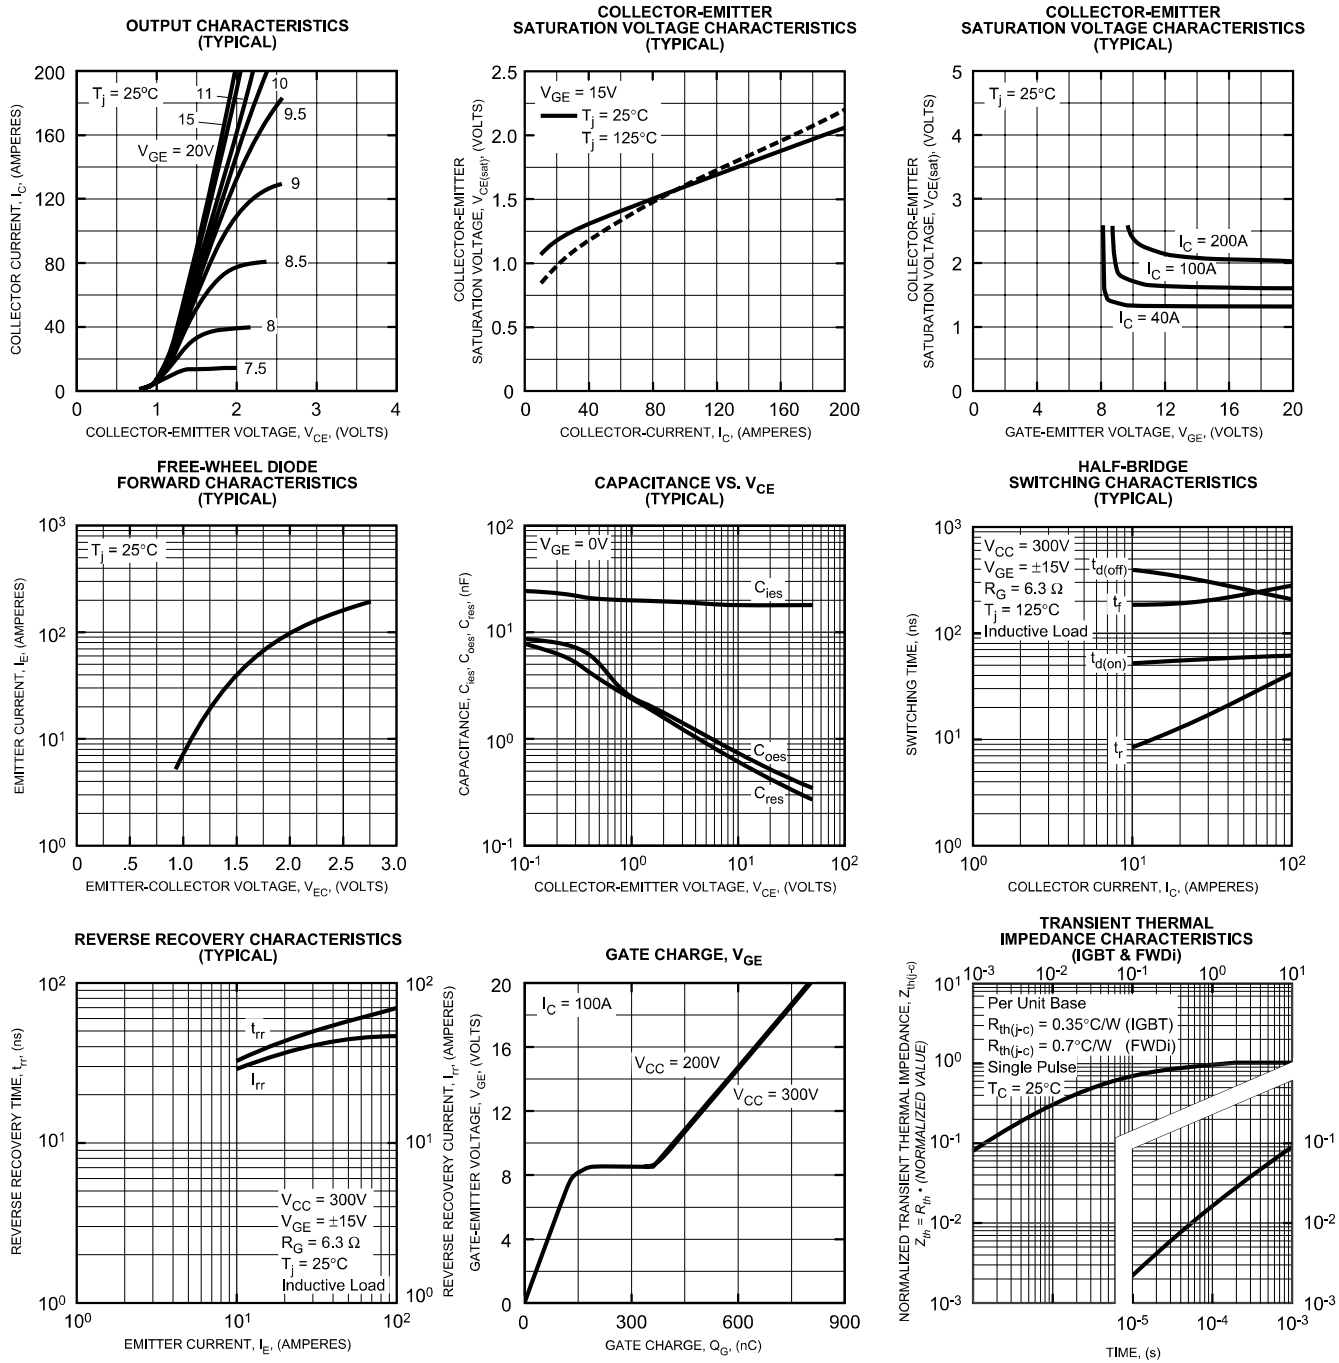 OUTPUT CHARACTERISTICS
(TYPICAL)
COLLECTOR CURRENT, IC, (AMPERES)
200
160
120
80
40
0
Tj = 25°C
11
15
VGE = 20V
10
9.5
9
8.5
8
7.5
0 1 2 3 4
COLLECTOR-EMITTER VOLTAGE, VCE, (VOLTS)
COLLECTOR-EMITTER
SATURATION VOLTAGE CHARACTERISTICS
(TYPICAL)
COLLECTOR-EMITTER
SATURATION VOLTAGE, VCE(sat), (VOLTS)
2.5
2.0
1.5
1.0
0.5
0
VGE = 15V
Tj = 25°C
Tj = 125°C
0 40 80 120 160 200
COLLECTOR-CURRENT, IC, (AMPERES)
COLLECTOR-EMITTER
SATURATION VOLTAGE CHARACTERISTICS
(TYPICAL)
COLLECTOR-EMITTER
SATURATION VOLTAGE, VCE(sat), (VOLTS)
5
4
3
2
1
0
Tj = 25°C
IC = 200A
IC = 100A
IC = 40A
0 4 8 12 16 20
GATE-EMITTER VOLTAGE, VGE, (VOLTS)
FREE-WHEEL DIODE
FORWARD CHARACTERISTICS
(TYPICAL)
EMITTER CURRENT, IE, (AMPERES)
10³
10²
10¹
10⁰
Tj = 25°C
0 .5 1.0 1.5 2.0 2.5 3.0
EMITTER-COLLECTOR VOLTAGE, VEC, (VOLTS)
CAPACITANCE VS. VCE
(TYPICAL)
CAPACITANCE, Cies, Coes, Cres, (nF)
10²
10¹
10⁰
10⁻¹
VGE = 0V
Cies
Coes
Cres
10⁻¹ 10⁰ 10¹ 10²
COLLECTOR-EMITTER VOLTAGE, VCE, (VOLTS)
HALF-BRIDGE
SWITCHING CHARACTERISTICS
(TYPICAL)
SWITCHING TIME, (ns)
10³
10²
10¹
10⁰
VCC = 300V
VGE = ±15V
RG = 6.3 Ω
Tj = 125°C
Inductive Load
td(off)
tf
td(on)
tr
10⁰ 10¹ 10²
COLLECTOR CURRENT, IC, (AMPERES)
REVERSE RECOVERY CHARACTERISTICS
(TYPICAL)
REVERSE RECOVERY TIME, trr, (ns)
10²
10¹
10⁰
trr
Irr
VCC = 300V
VGE = ±15V
RG = 6.3 Ω
Tj = 25°C
Inductive Load
10²
10¹
10⁰
REVERSE RECOVERY CURRENT, Irr, (AMPERES)
10⁰ 10¹ 10²
EMITTER CURRENT, IE, (AMPERES)
GATE CHARGE, VGE
GATE-EMITTER VOLTAGE, VGE, (VOLTS)
20
16
12
8
4
0
IC = 100A
VCC = 200V
VCC = 300V
0 300 600 900
GATE CHARGE, QG, (nC)
TRANSIENT THERMAL
IMPEDANCE CHARACTERISTICS
(IGBT & FWDi)
10⁻³ 10⁻² 10⁻¹ 10⁰ 10¹
NORMALIZED TRANSIENT THERMAL IMPEDANCE, Zth(j-c)
Zth = Rth • (NORMALIZED VALUE)
10¹
10⁰
10⁻¹
10⁻²
10⁻³
Per Unit Base
Rth(j-c) = 0.35°C/W (IGBT)
Rth(j-c) = 0.7°C/W (FWDi)
Single Pulse
TC = 25°C
10⁻¹
10⁻²
10⁻³
10⁻⁵ 10⁻⁴ 10⁻³
TIME, (s)